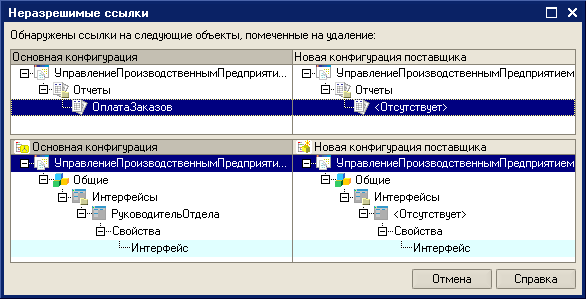 Неразрешимые ссылки
Обнаружены ссылки на следующие объекты, помеченные на удаление:
Основная конфигурация
Новая конфигурация поставщика
УправлениеПроизводственнымПредприяти...
УправлениеПроизводственнымПредприятием
Отчеты
Отчеты
ОплатаЗаказов
<Отсутствует>
Основная конфигурация
Новая конфигурация поставщика
УправлениеПроизводственнымПредприяти...
УправлениеПроизводственнымПредприятием
Общие
Общие
Интерфейсы
Интерфейсы
РуководительОтдела
<Отсутствует>
Свойства
Свойства
Интерфейс
Интерфейс
Отмена
Справка